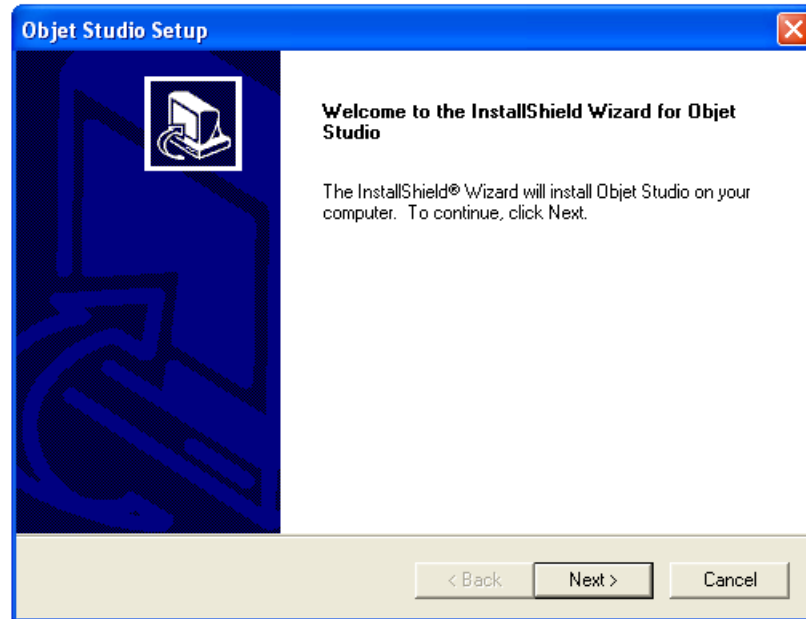 Objet Studio Setup
Welcome to the InstallShield Wizard for Objet
Studio
The InstallShield® Wizard will install Objet Studio on your
computer. To continue, click Next.
< Back
Next >
Cancel